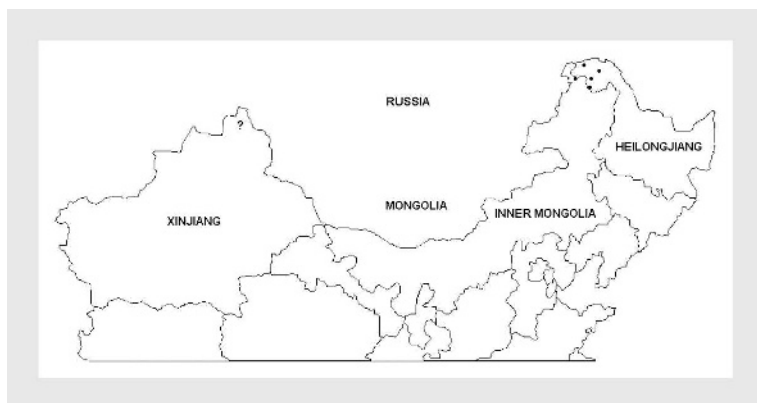 RUSSIA
?
HEILONGJIANG
MONGOLIA
INNER MONGOLIA
XINJIANG